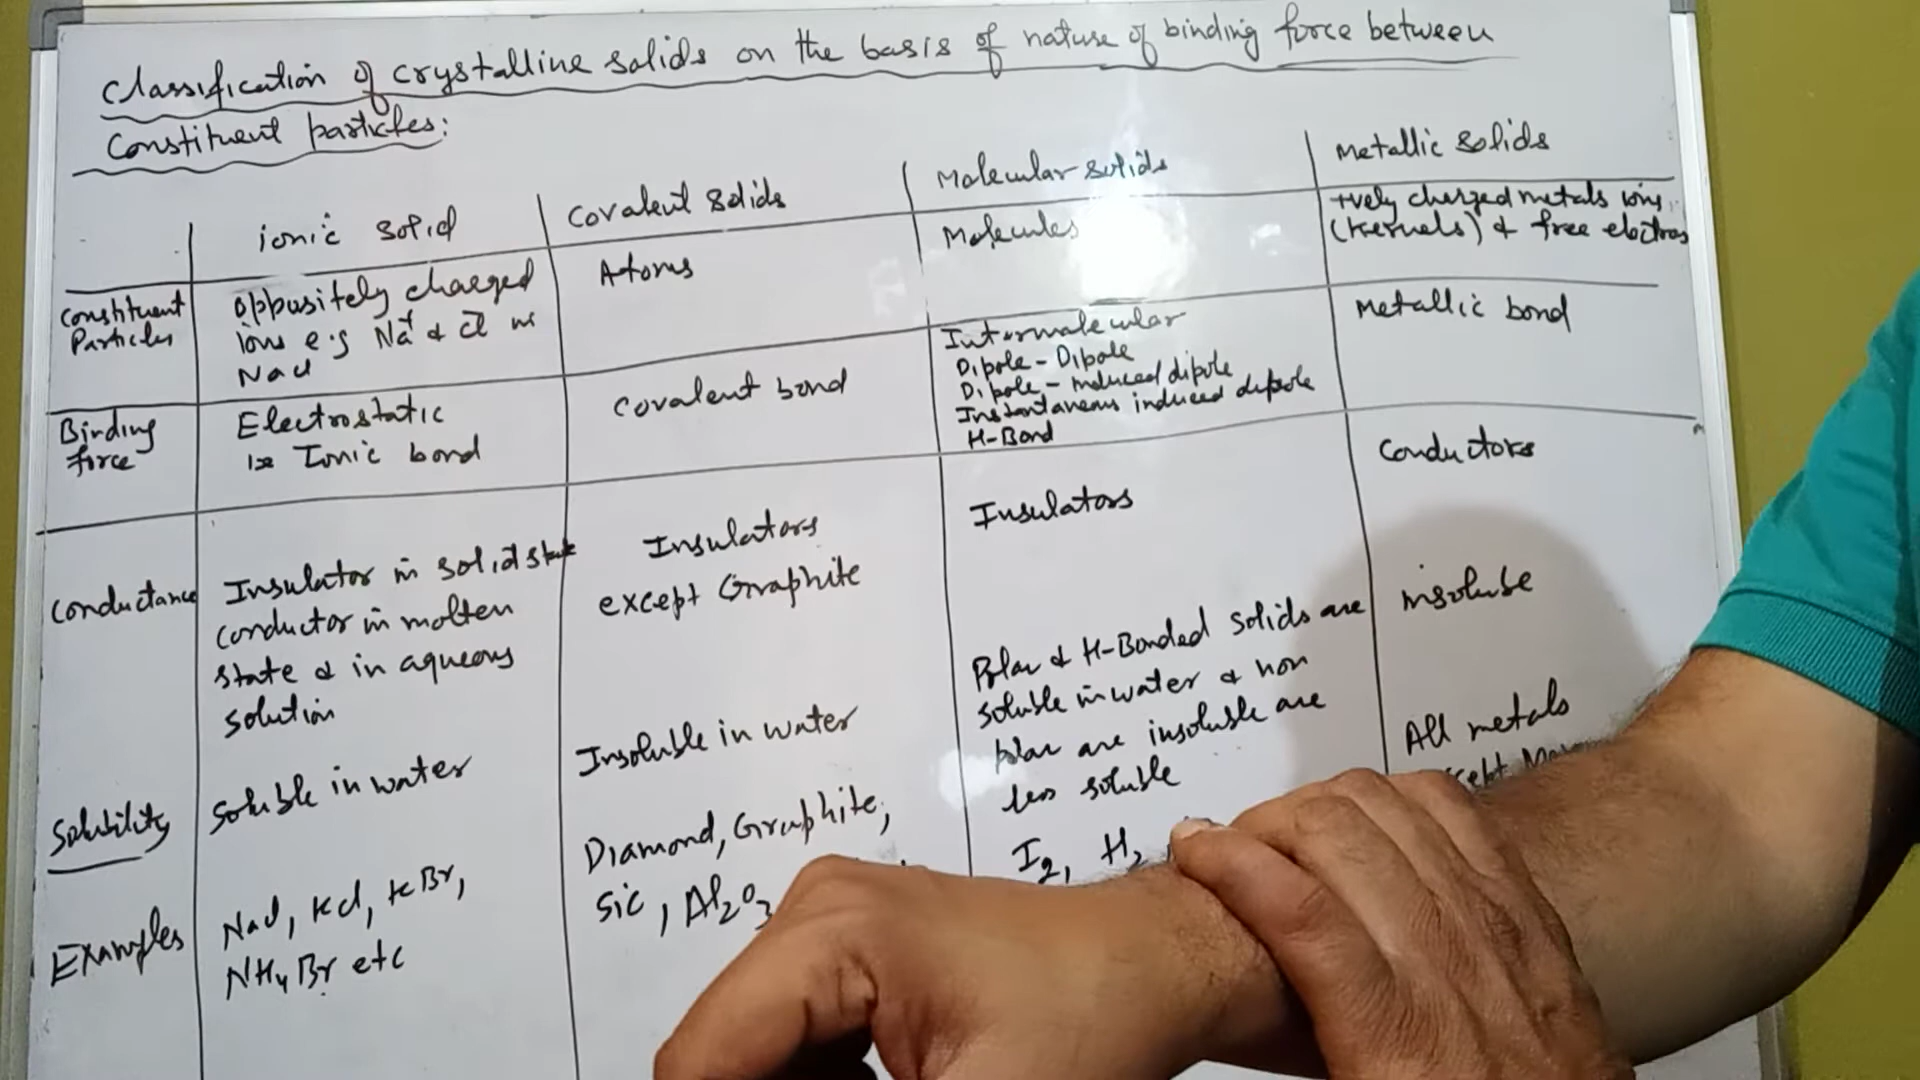 Classification of crystalline solids on the basis of nature of binding force between
Constituent particles:
ionic solid
Covalent solids
Molecular solids
Metallic solids
Constituent
Particles
Oppositely charged
ions e.g Na+ & Cl- in
NaCl
Atoms
Molecules
+vely charged metals ions
(Kernels) & free electrons
Binding
force
Electrostatic
Ionic bond
Covalent bond
Intermolecular
Dipole-Dipole
Dipole-induced dipole
Instantaneous induced dipole
H-Bond
Metallic bond
Conductance
Insulator in solid state
conductor in molten
state & in aqueous
solution
Insulators
except Graphite
Insulators
Conductors
Solubility
Soluble in water
Insoluble in water
Polar & H-Bonded solids are
soluble in water & non
polar are insoluble are
less soluble
insoluble
Examples
NaCl, KCl, KBr,
NH4Br etc
Diamond, Graphite,
SiC, Al2O3
I2, H2
All metals